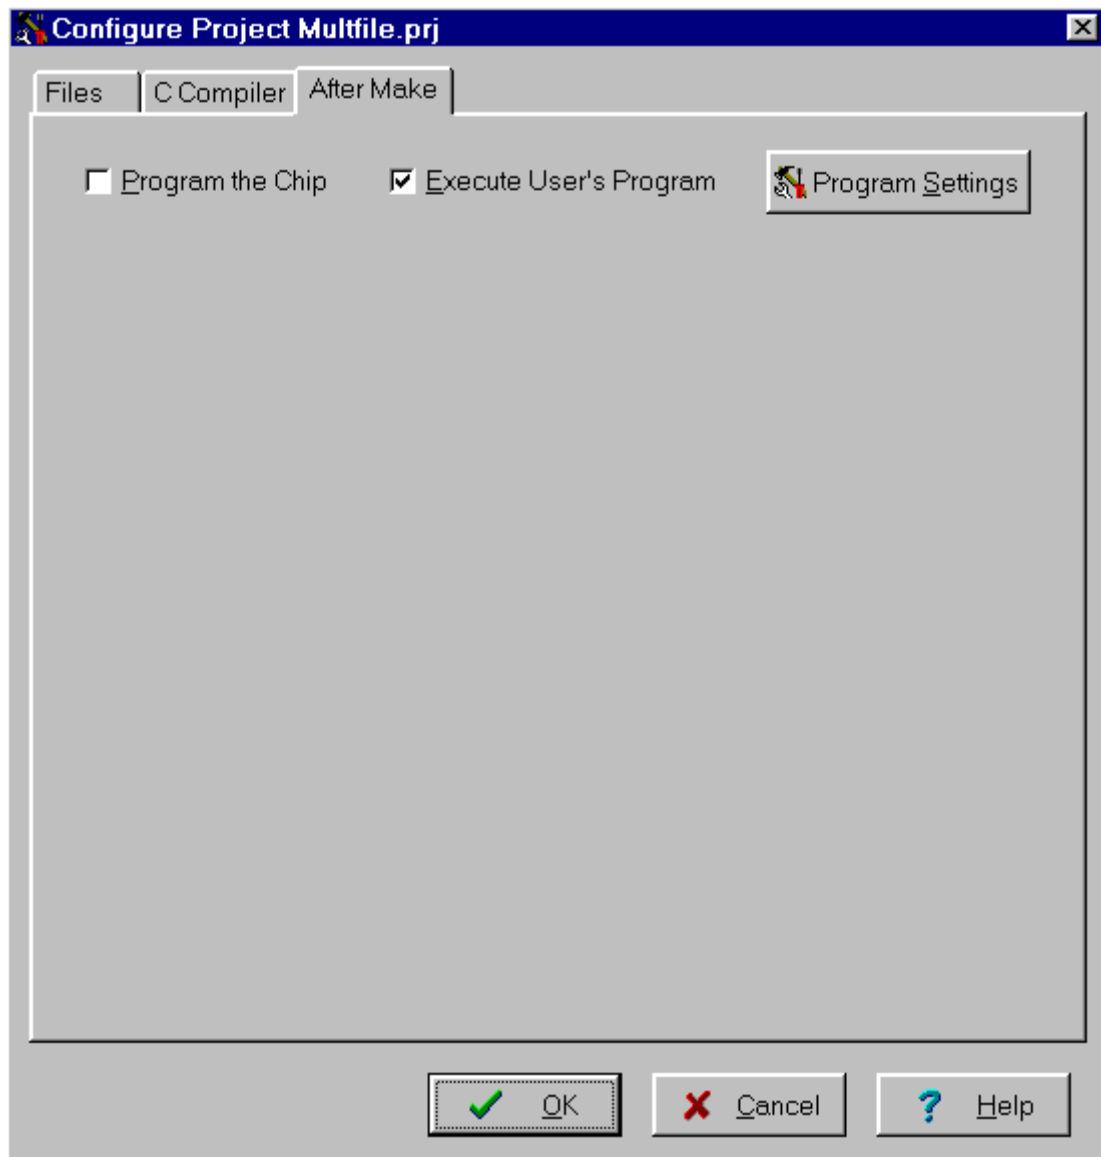 Configure Project Multfile.prj
Files C Compiler After Make
Program the Chip Execute User's Program Program Settings
OK Cancel Help